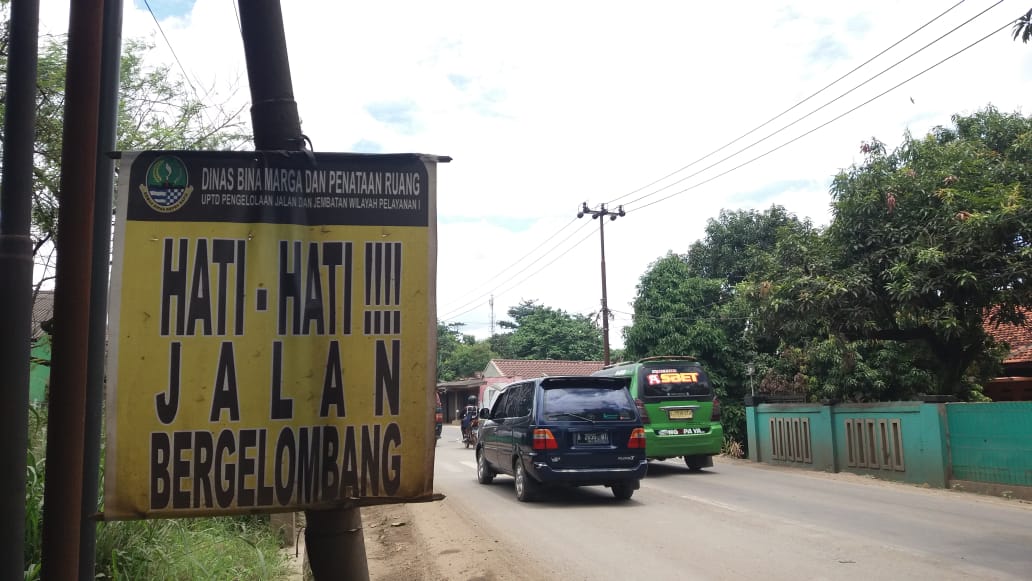 DINAS BINA MARGA DAN PENATAAN RUANG
UPTD PENGELOLAAN JALAN DAN JEMBATAN WILAYAH PELAYANAN I
HATI - HATI !!!!
JALAN
BERGELOMBANG